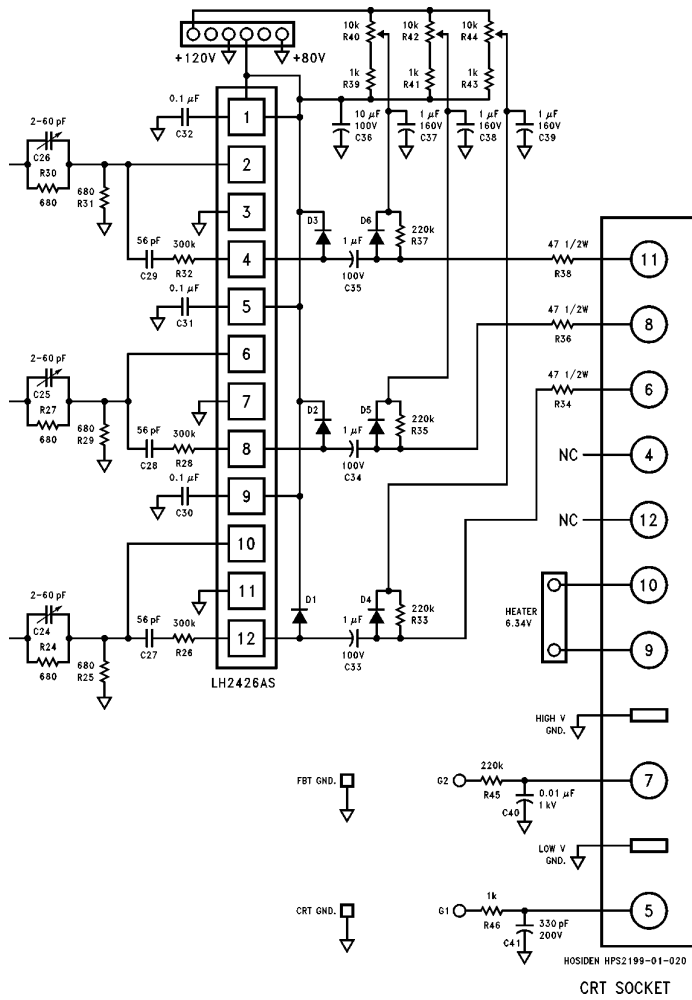 +120V
+80V
10k
R40
10k
R42
10k
R44
1k
R39
1k
R41
1k
R43
0.1 µF
C32
1
10 µF
100V
C36
1 µF
160V
C37
1 µF
160V
C38
1 µF
160V
C39
2-60 pF
C26
R30
680
680
R31
2
3
56 pF
C29
300k
R32
4
D3
1 µF
100V
C35
D6
220k
R37
47 1/2W
R38
11
0.1 µF
C31
5
47 1/2W
R36
8
6
2-60 pF
C25
R27
680
680
R29
7
47 1/2W
R34
6
56 pF
C28
300k
R28
8
D2
1 µF
100V
C34
D5
220k
R35
NC
4
0.1 µF
C30
9
NC
12
10
11
HEATER
6.34V
10
9
2-60 pF
C24
R24
680
680
R25
56 pF
C27
300k
R26
12
D1
1 µF
100V
C33
D4
220k
R33
LH2426AS
HIGH V
GND.
FBT GND.
G2
220k
R45
0.01 µF
1 kV
C40
7
LOW V
GND.
CRT GND.
G1
1k
R46
330 pF
200V
C41
5
HOSIDEN HPS2199-01-020
CRT SOCKET